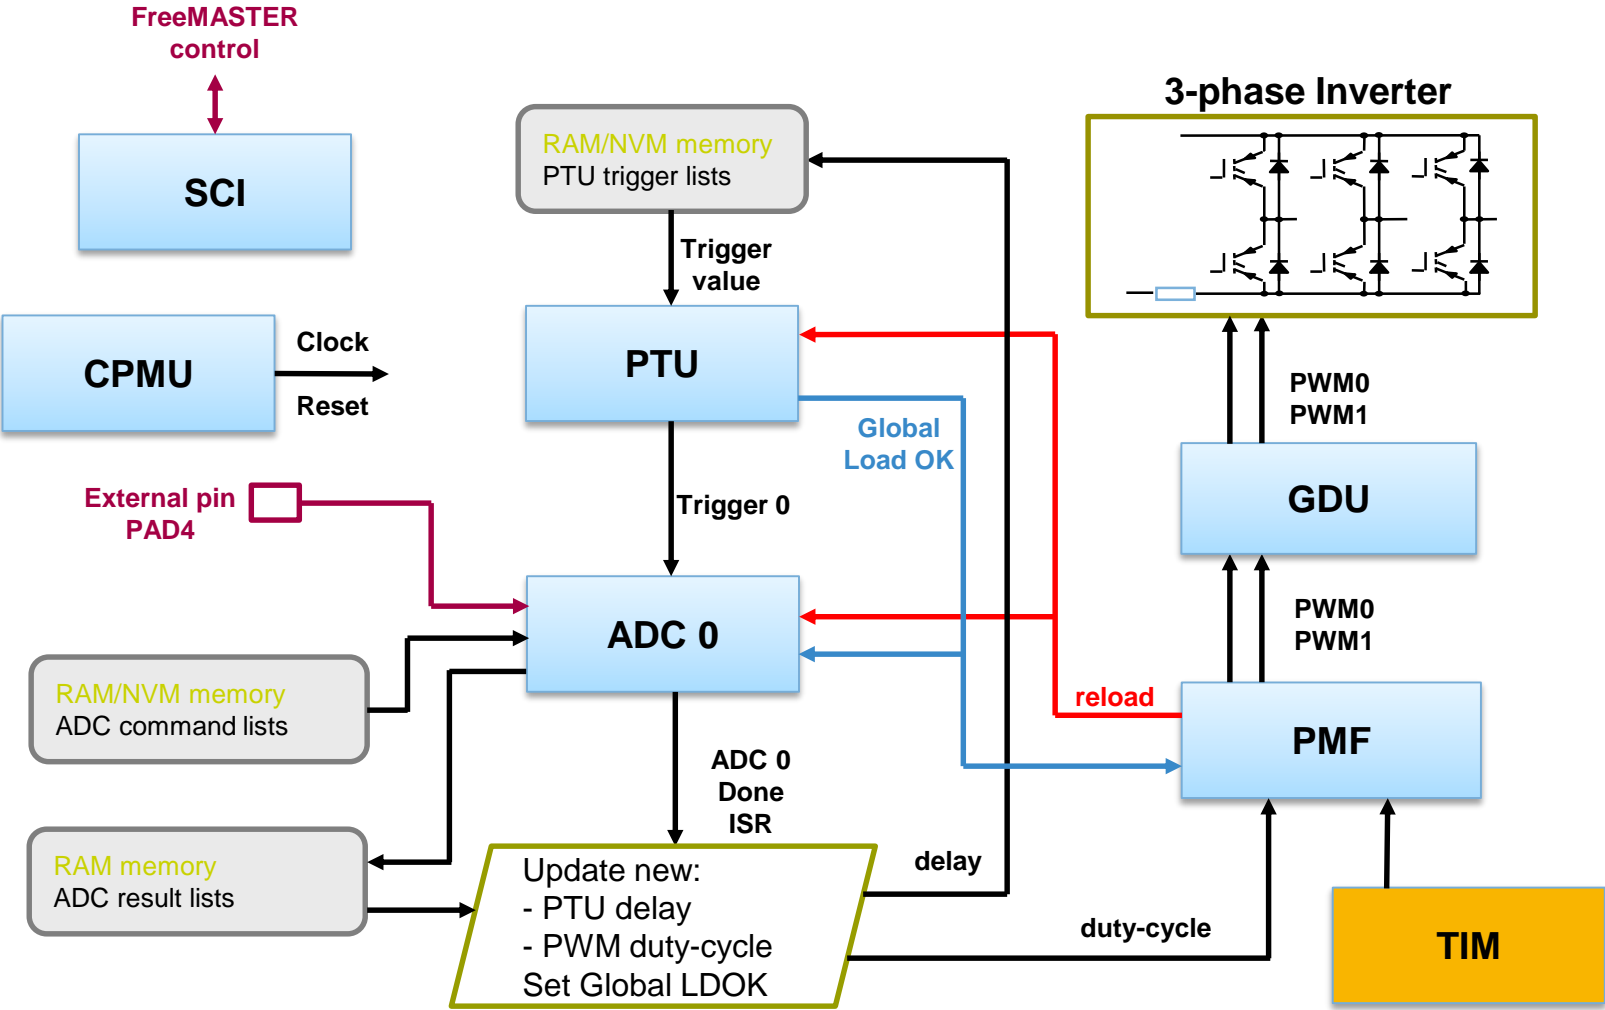 FreeMASTER
control
SCI
RAM/NVM memory
PTU trigger lists
3-phase Inverter
Trigger
value
CPMU
Clock
Reset
PTU
PWM0
PWM1
Global
Load OK
GDU
External pin
PAD4
Trigger 0
ADC 0
PWM0
PWM1
RAM/NVM memory
ADC command lists
reload
PMF
ADC 0
Done
ISR
RAM memory
ADC result lists
Update new:
- PTU delay
- PWM duty-cycle
Set Global LDOK
delay
duty-cycle
TIM